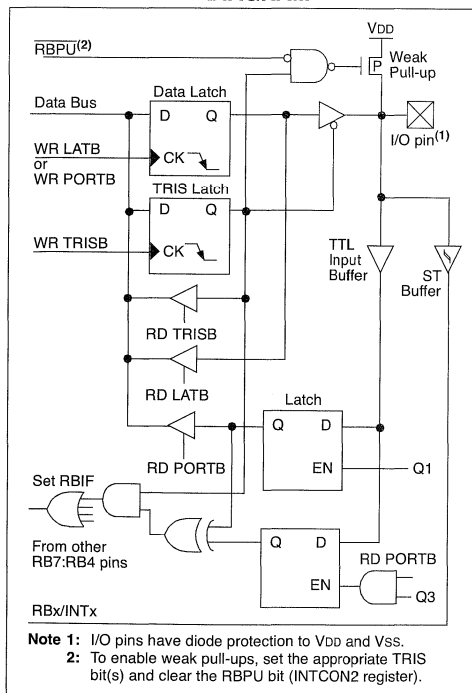 RBPU(2)
VDD
P
Weak
Pull-up
Data Bus
Data Latch
D Q
CK
I/O pin(1)
WR LATB
or
WR PORTB
TRIS Latch
D Q
CK
WR TRISB
TTL
Input
Buffer
ST
Buffer
RD TRISB
RD LATB
Latch
Q D
EN
Q1
RD PORTB
Set RBIF
From other
RB7:RB4 pins
Q D
EN
RD PORTB
Q3
RBx/INTx
Note 1: I/O pins have diode protection to VDD and VSS.
2: To enable weak pull-ups, set the appropriate TRIS
bit(s) and clear the RBPU bit (INTCON2 register).